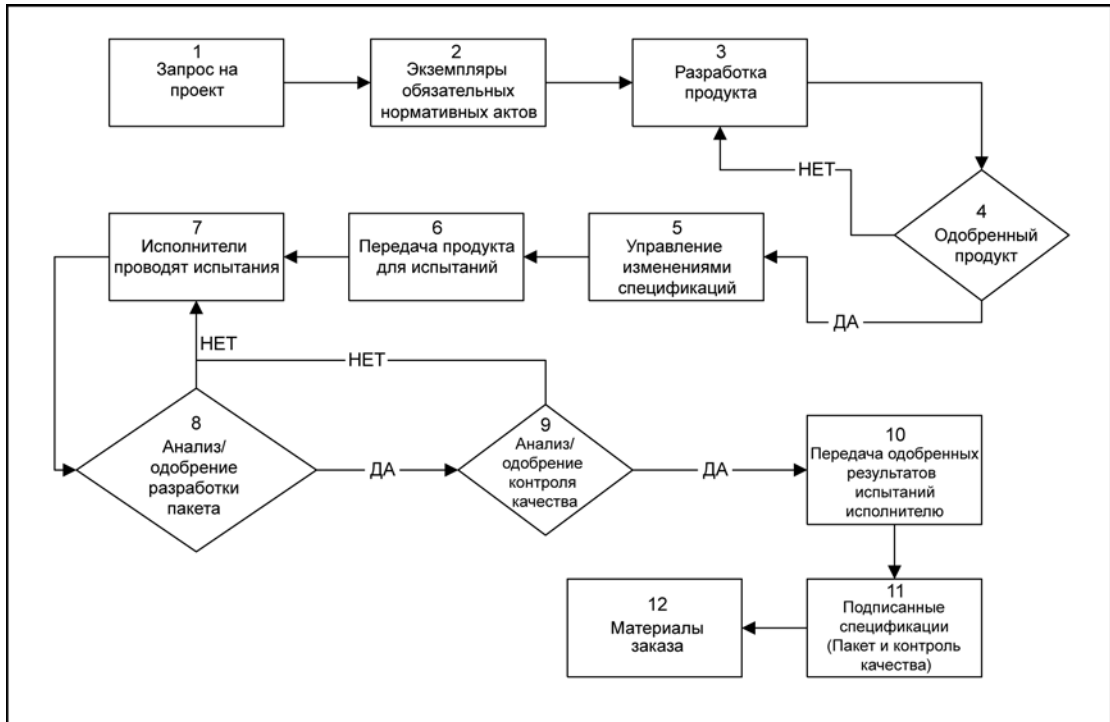 1
Запрос на
проект
2
Экземпляры
обязательных
нормативных актов
3
Разработка
продукта
НЕТ
4
Одобренный
продукт
ДА
5
Управление
изменениями
спецификаций
6
Передача продукта
для испытаний
7
Исполнители
проводят испытания
НЕТ
НЕТ
8
Анализ/
одобрение
разработки
пакета
ДА
9
Анализ/
одобрение
контроля
качества
ДА
10
Передача одобренных
результатов
испытаний
исполнителю
11
Подписанные
спецификации
(Пакет и контроль
качества)
12
Материалы
заказа